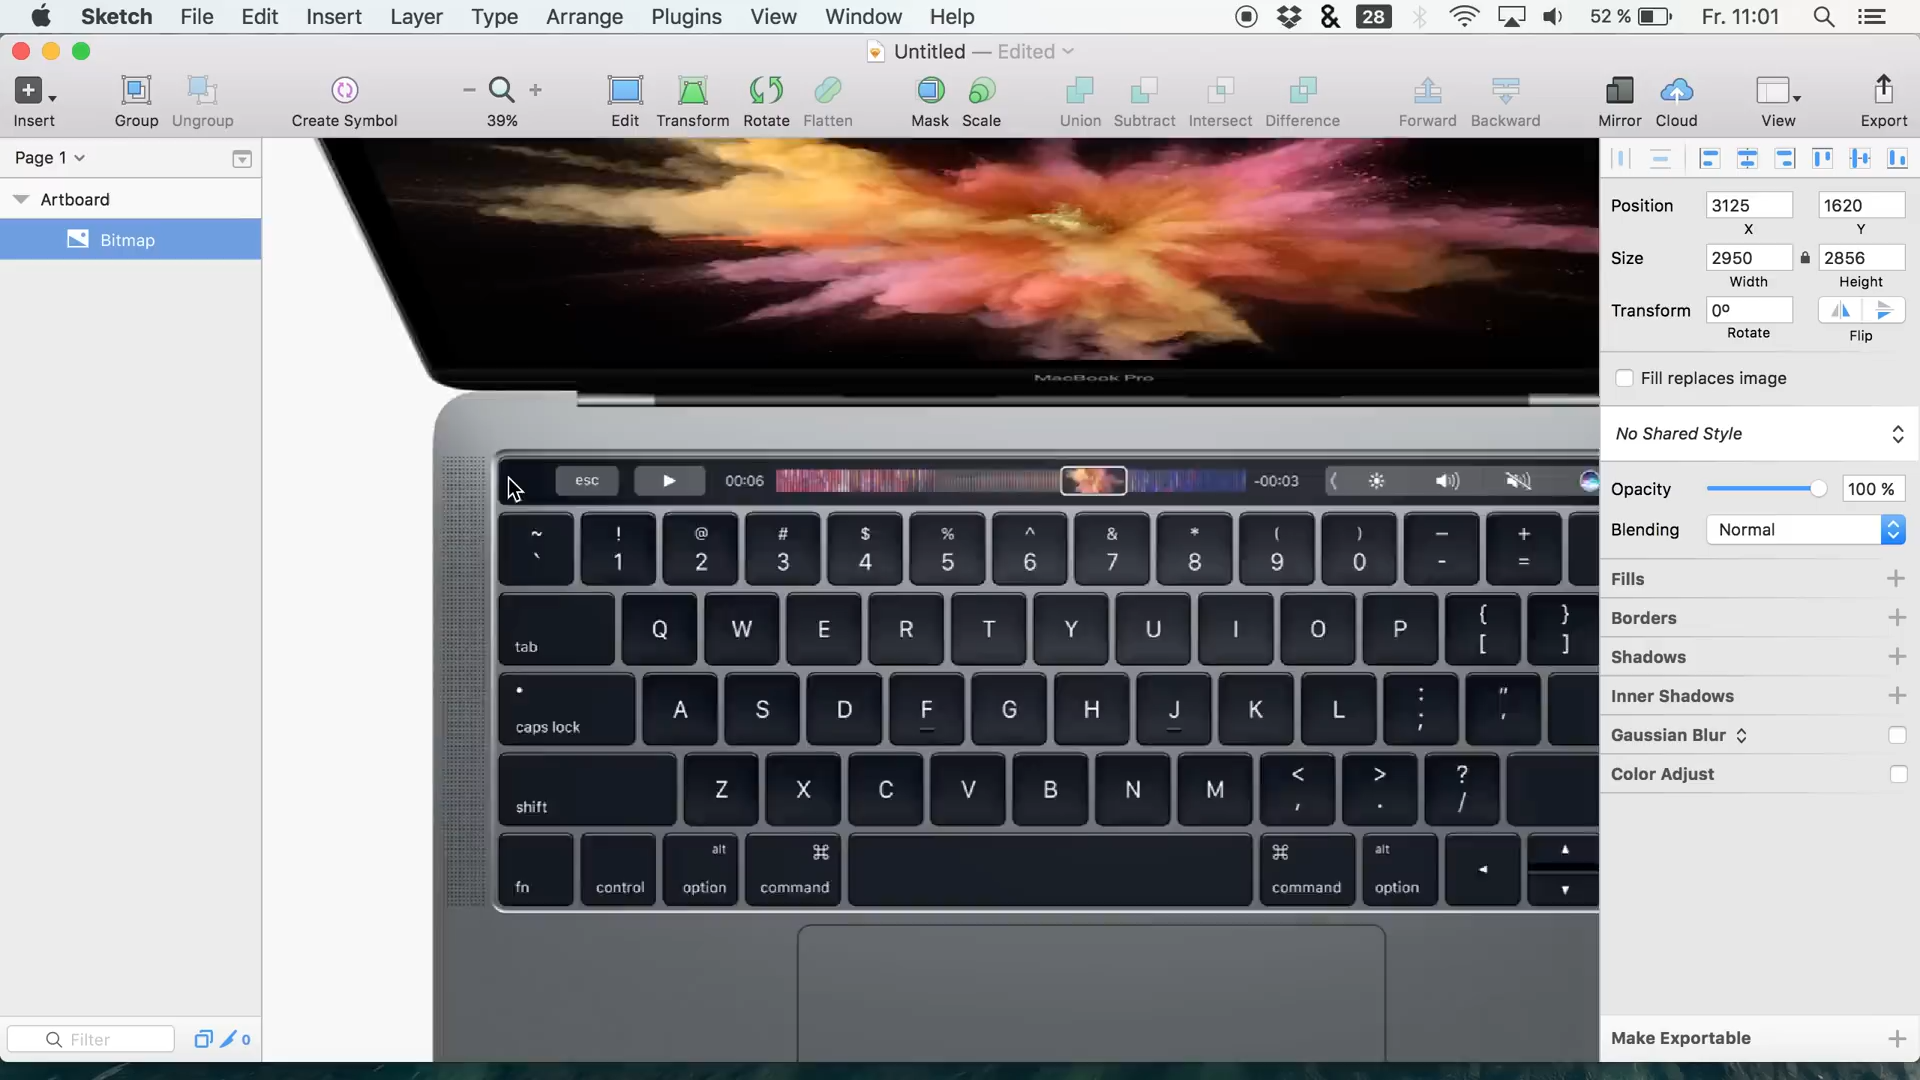 Sketch File Edit Insert Layer Type Arrange Plugins View Window Help 28 52 % Fr. 11:01
Untitled — Edited
Insert Group Ungroup Create Symbol 39% Edit Transform Rotate Flatten Mask Scale Union Subtract Intersect Difference Forward Backward Mirror Cloud View Export
Page 1
Artboard
Bitmap
Filter 0
MacBook Pro
esc 00:06 -00:03
~ ! @ # $ % ^ & * ( ) — +
` 1 2 3 4 5 6 7 8 9 0 - =
tab Q W E R T Y U I O P { [ } ]
caps lock A S D F G H J K L : ; " '
shift Z X C V B N M < , > . ? /
alt ⌘ ⌘ alt
fn control option command command option
Position 3125 1620
X Y
Size 2950 2856
Width Height
Transform 0º
Rotate Flip
Fill replaces image
No Shared Style
Opacity 100 %
Blending Normal
Fills
Borders
Shadows
Inner Shadows
Gaussian Blur
Color Adjust
Make Exportable